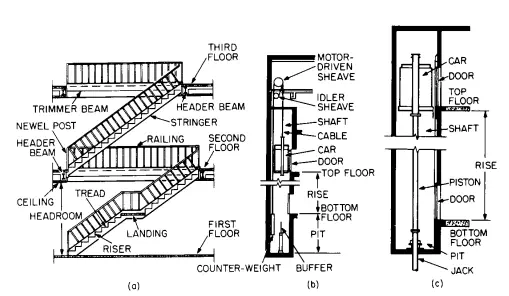 THIRD
FLOOR
TRIMMER BEAM
HEADER BEAM
STRINGER
NEWEL POST
RAILING
HEADER
BEAM
SECOND
FLOOR
CEILING
HEADROOM
TREAD
LANDING
RISER
FIRST
FLOOR
(a)
MOTOR-
DRIVEN
SHEAVE
IDLER
SHEAVE
SHAFT
CABLE
CAR
DOOR
TOP FLOOR
RISE
BOTTOM
FLOOR
PIT
COUNTER-WEIGHT
BUFFER
(b)
CAR
DOOR
TOP
FLOOR
SHAFT
RISE
PISTON
DOOR
BOTTOM
FLOOR
PIT
JACK
(c)